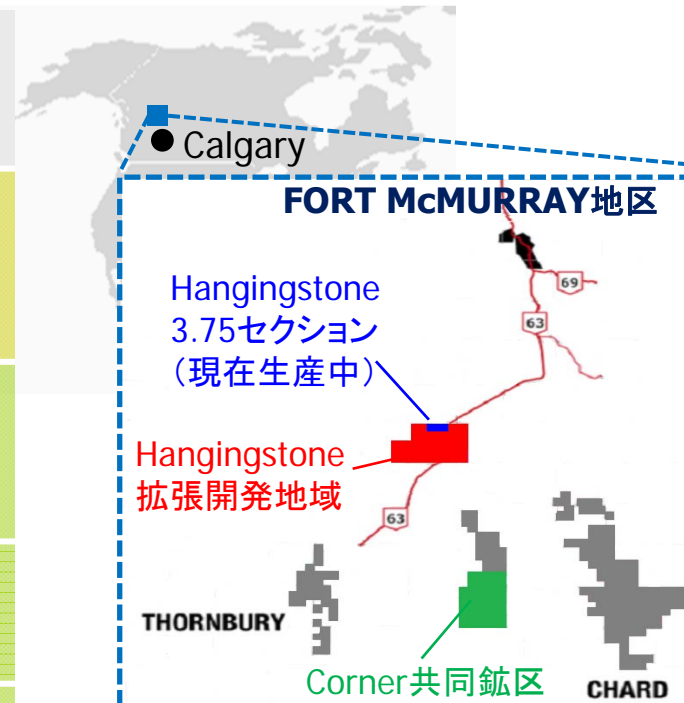 Calgary
FORT McMURRAY地区
69
63
Hangingstone
3.75セクション
（現在生産中）
Hangingstone
拡張開発地域
63
THORNBURY
Corner共同鉱区
CHARD